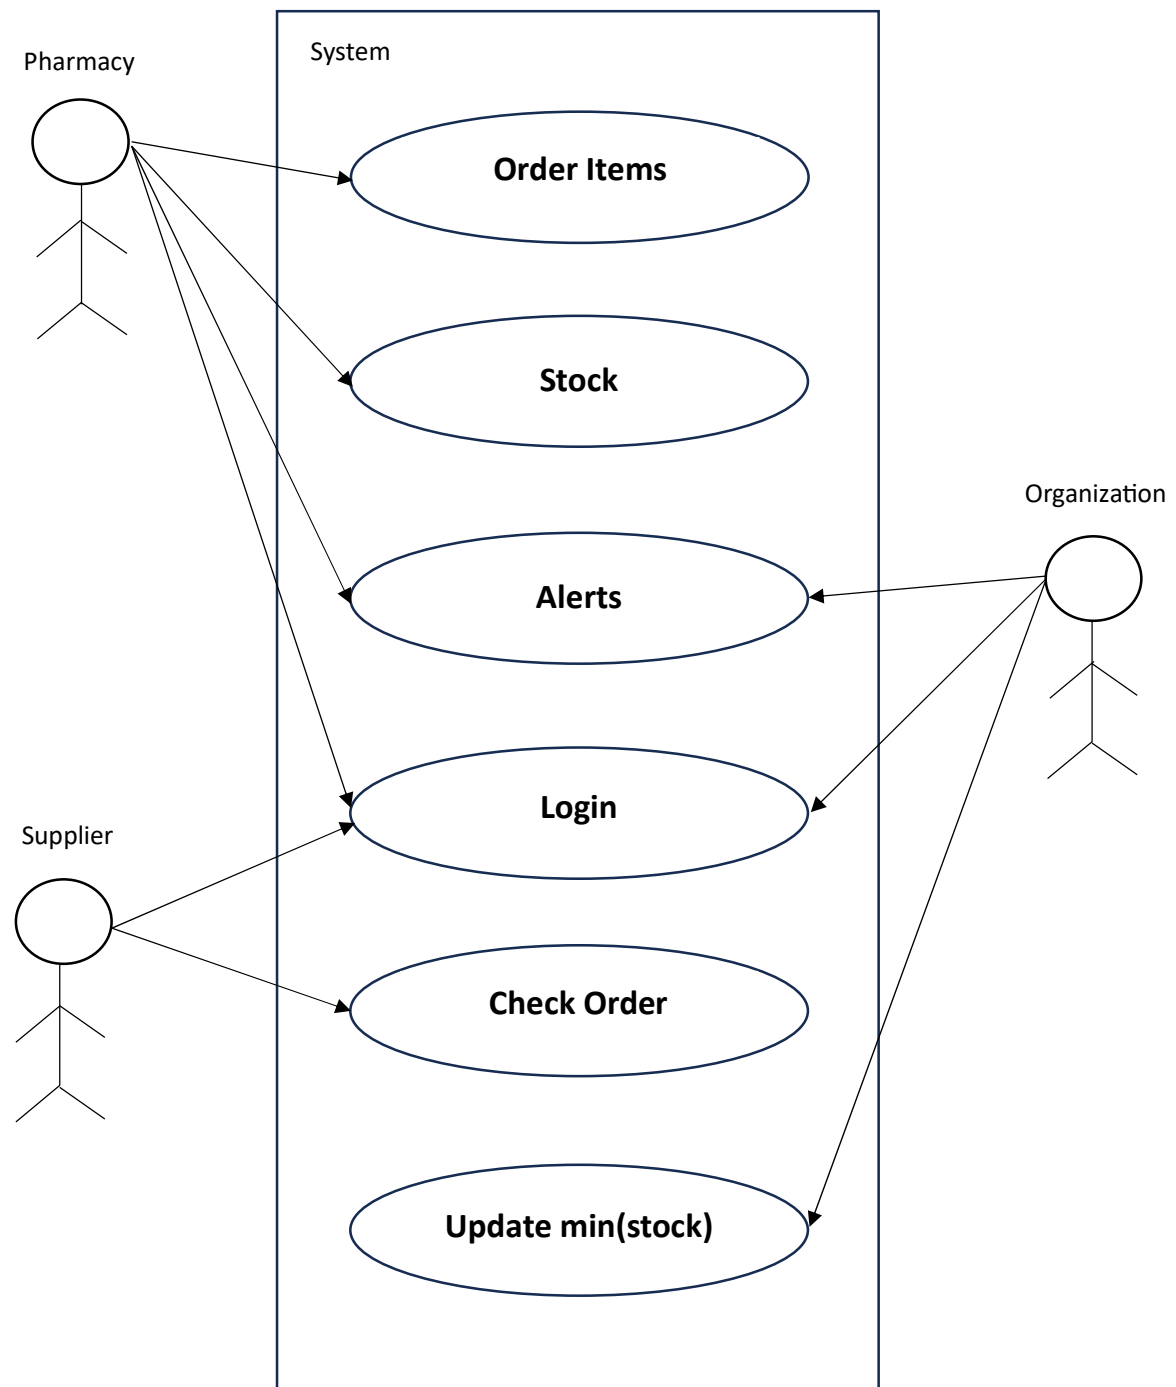 System
Pharmacy
Order Items
Stock
Organization
Alerts
Login
Supplier
Check Order
Update min(stock)